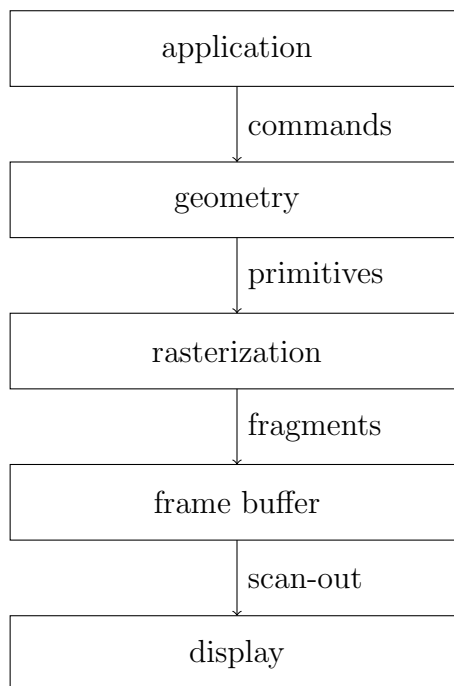 application
commands
geometry
primitives
rasterization
fragments
frame buffer
scan-out
display